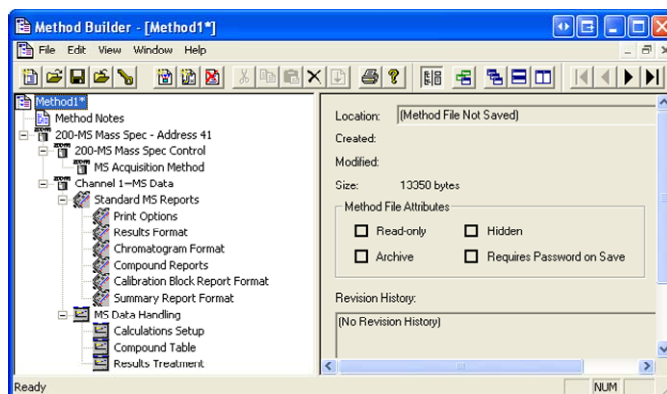 Method Builder - [Method1*]
File Edit View Window Help
Method1*
Method Notes
200-MS Mass Spec - Address 41
200-MS Mass Spec Control
MS Acquisition Method
Channel 1=MS Data
Standard MS Reports
Print Options
Results Format
Chromatogram Format
Compound Reports
Calibration Block Report Format
Summary Report Format
MS Data Handling
Calculations Setup
Compound Table
Results Treatment
Location: (Method File Not Saved)
Created:
Modified:
Size: 13350 bytes
Method File Attributes
Read-only Hidden
Archive Requires Password on Save
Revision History:
(No Revision History)
Ready NUM